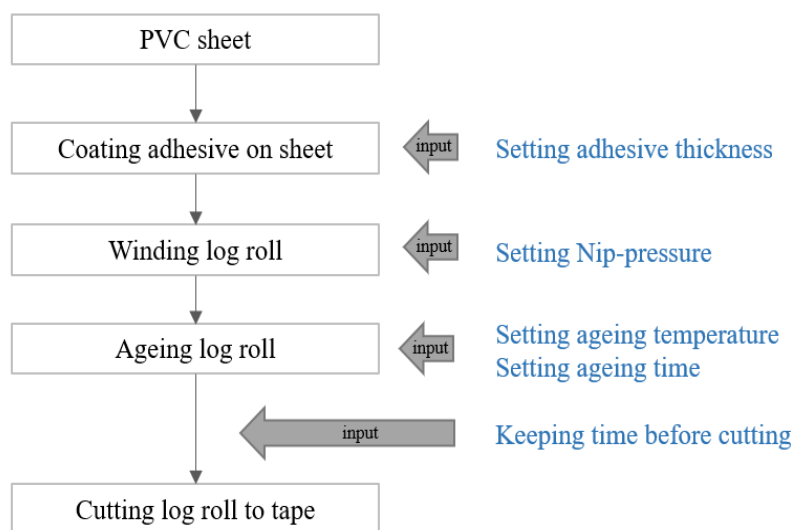 PVC sheet
Coating adhesive on sheet
input
Setting adhesive thickness
Winding log roll
input
Setting Nip-pressure
Ageing log roll
input
Setting ageing temperature
Setting ageing time
input
Keeping time before cutting
Cutting log roll to tape